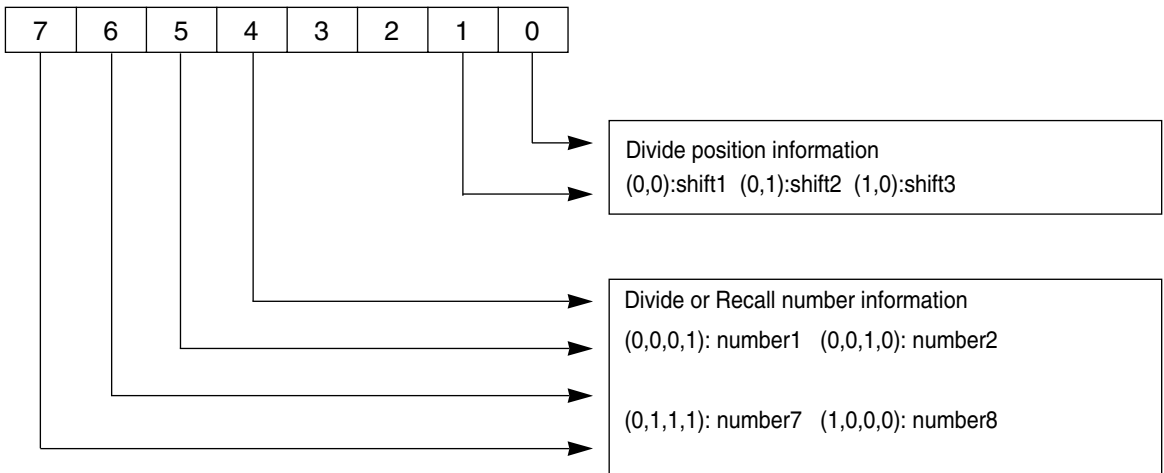 7 6 5 4 3 2 1 0
Divide position information
(0,0):shift1 (0,1):shift2 (1,0):shift3
Divide or Recall number information
(0,0,0,1): number1 (0,0,1,0): number2
(0,1,1,1): number7 (1,0,0,0): number8